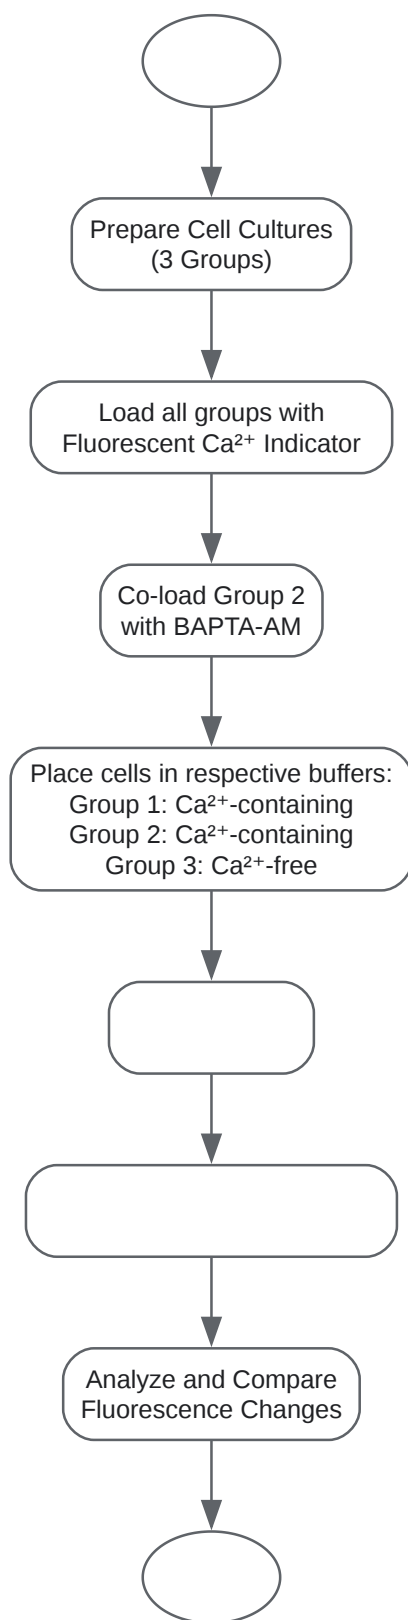 Prepare Cell Cultures
(3 Groups)
Load all groups with
Fluorescent Ca²⁺ Indicator
Co-load Group 2
with BAPTA-AM
Place cells in respective buffers:
Group 1: Ca²⁺-containing
Group 2: Ca²⁺-containing
Group 3: Ca²⁺-free
Analyze and Compare
Fluorescence Changes